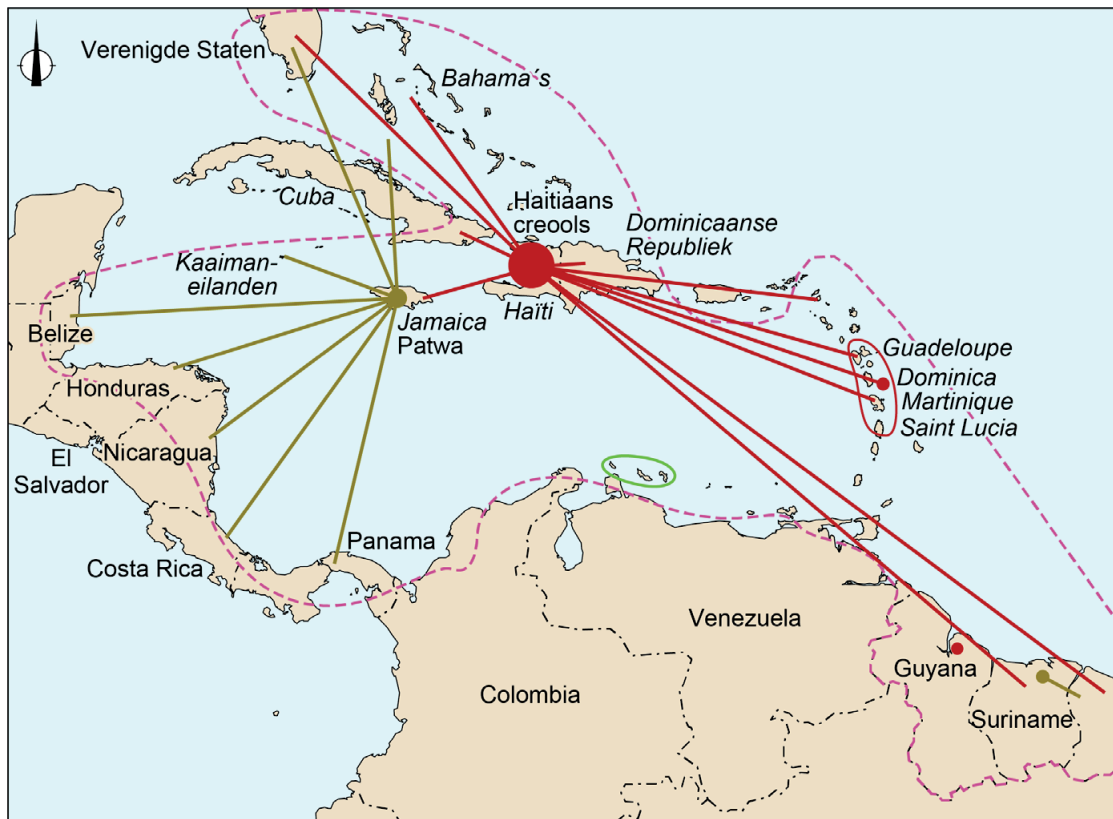 Verenigde Staten
Bahama´s
Cuba
Haitiaans
creools
Dominicaanse
Republiek
Kaaiman-
eilanden
Haïti
Jamaica
Patwa
Belize
Guadeloupe
Dominica
Martinique
Saint Lucia
Honduras
Nicaragua
El
Salvador
Panama
Costa Rica
Venezuela
Guyana
Colombia
Suriname